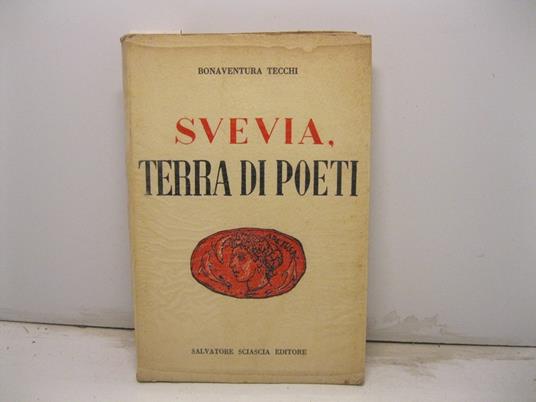 BONAVENTURA TECCHI
SVEVIA,
TERRA DI POETI
SALVATORE SCIASCIA EDITORE